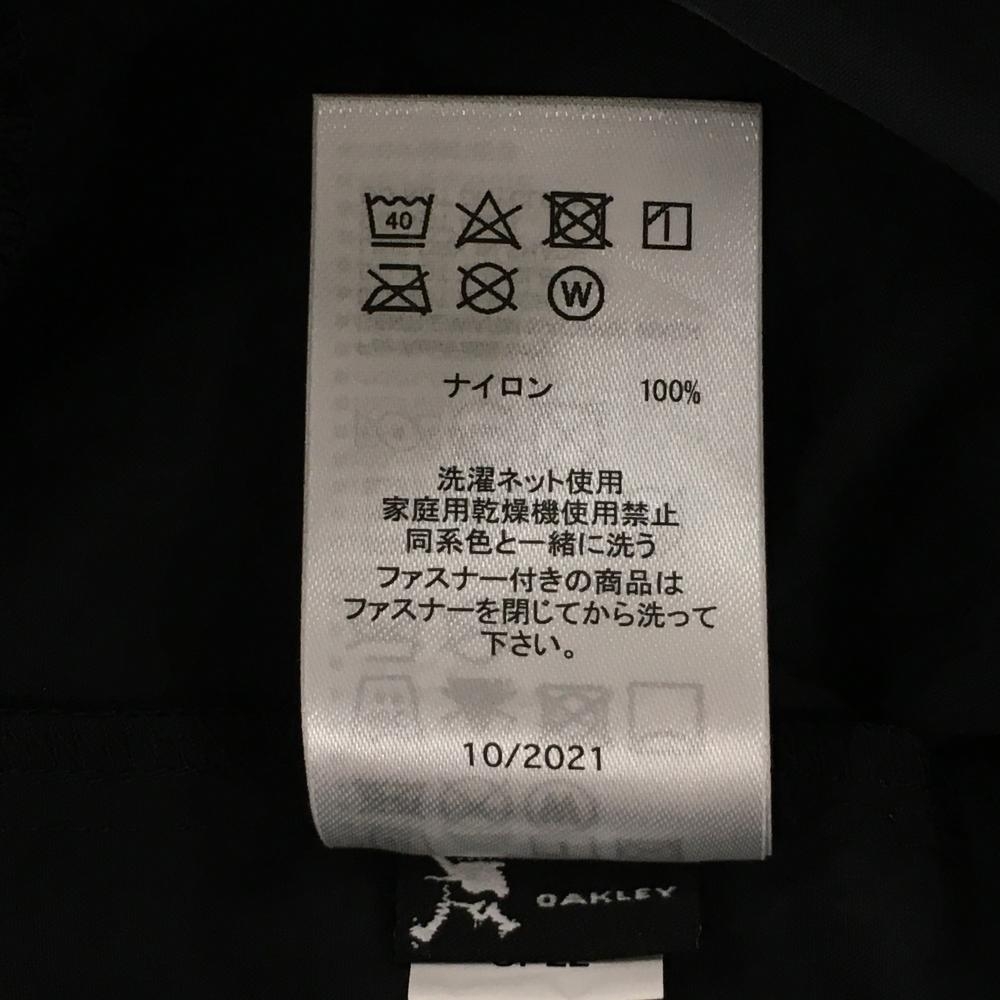 40
W
ナイロン 100%
洗濯ネット使用
家庭用乾燥機使用禁止
同系色と一緒に洗う
ファスナー付きの商品は
ファスナーを閉じてから洗って
下さい。
10/2021
OAKLEY